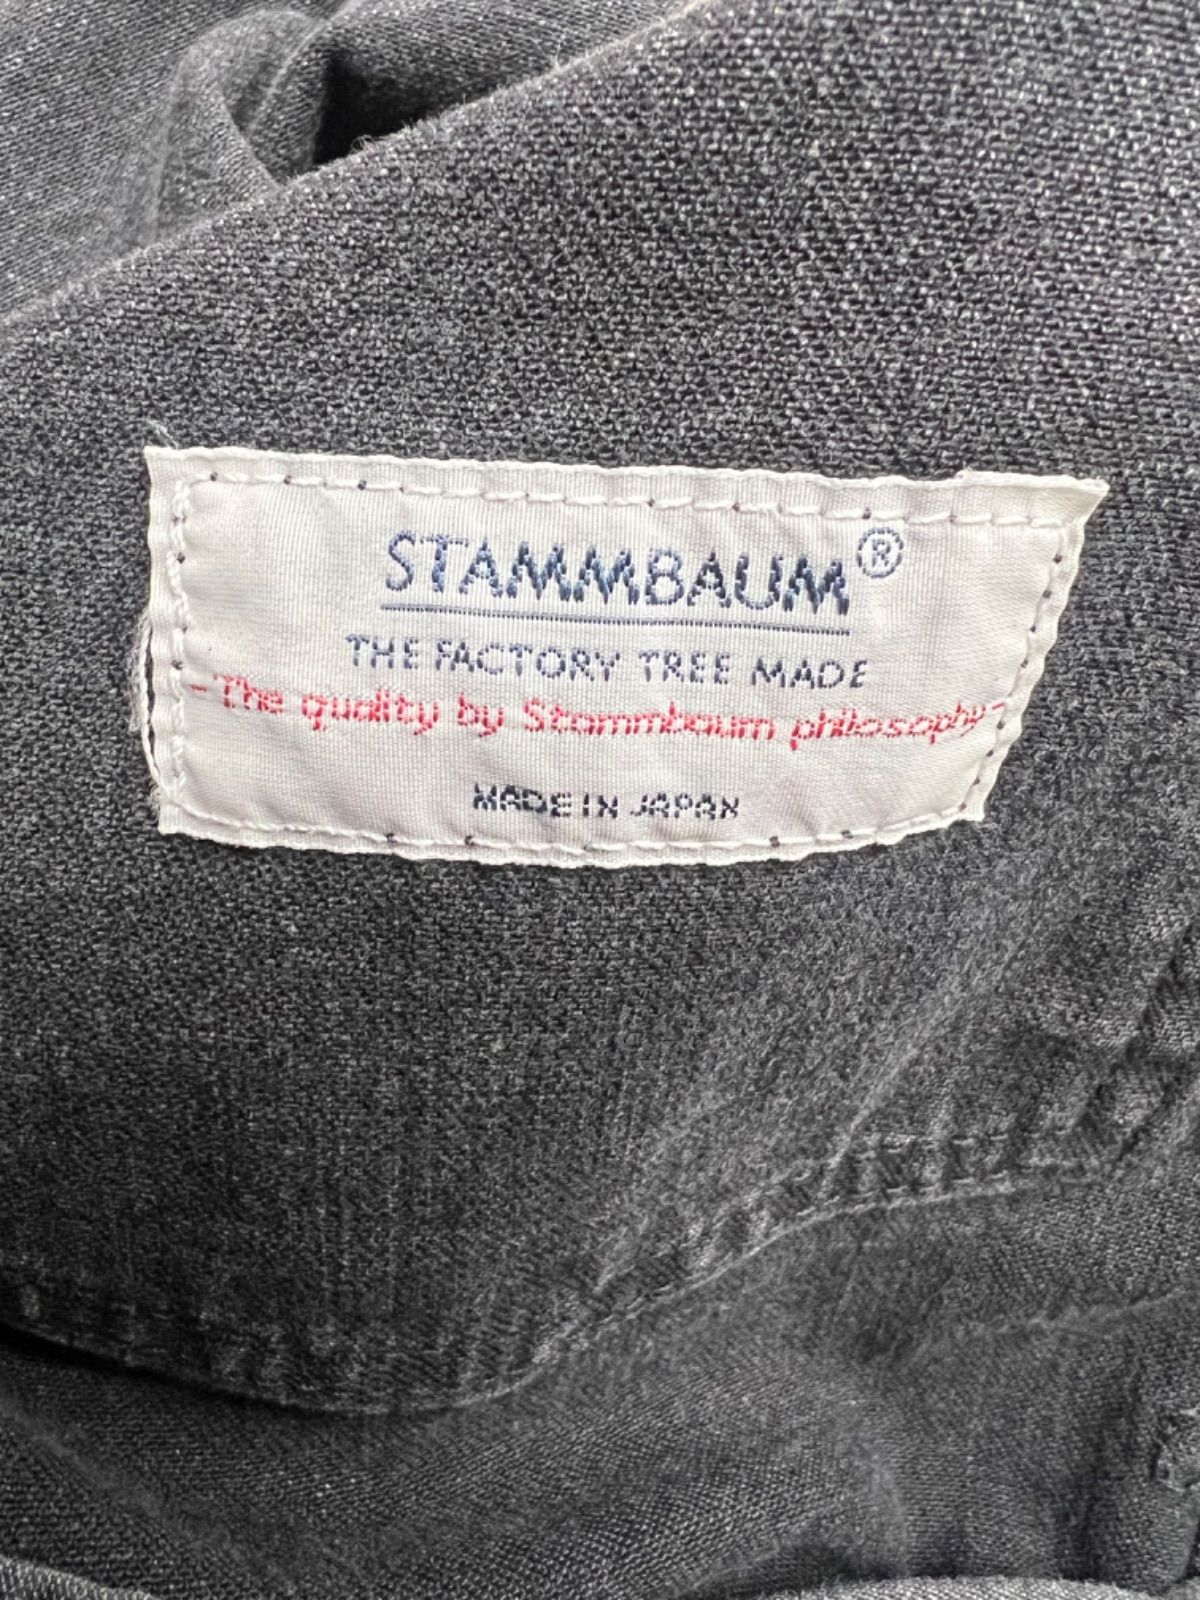 STAMMBAUM®
THE FACTORY TREE MADE
-The quality by Stammbaum philosophy-
MADE IN JAPAN